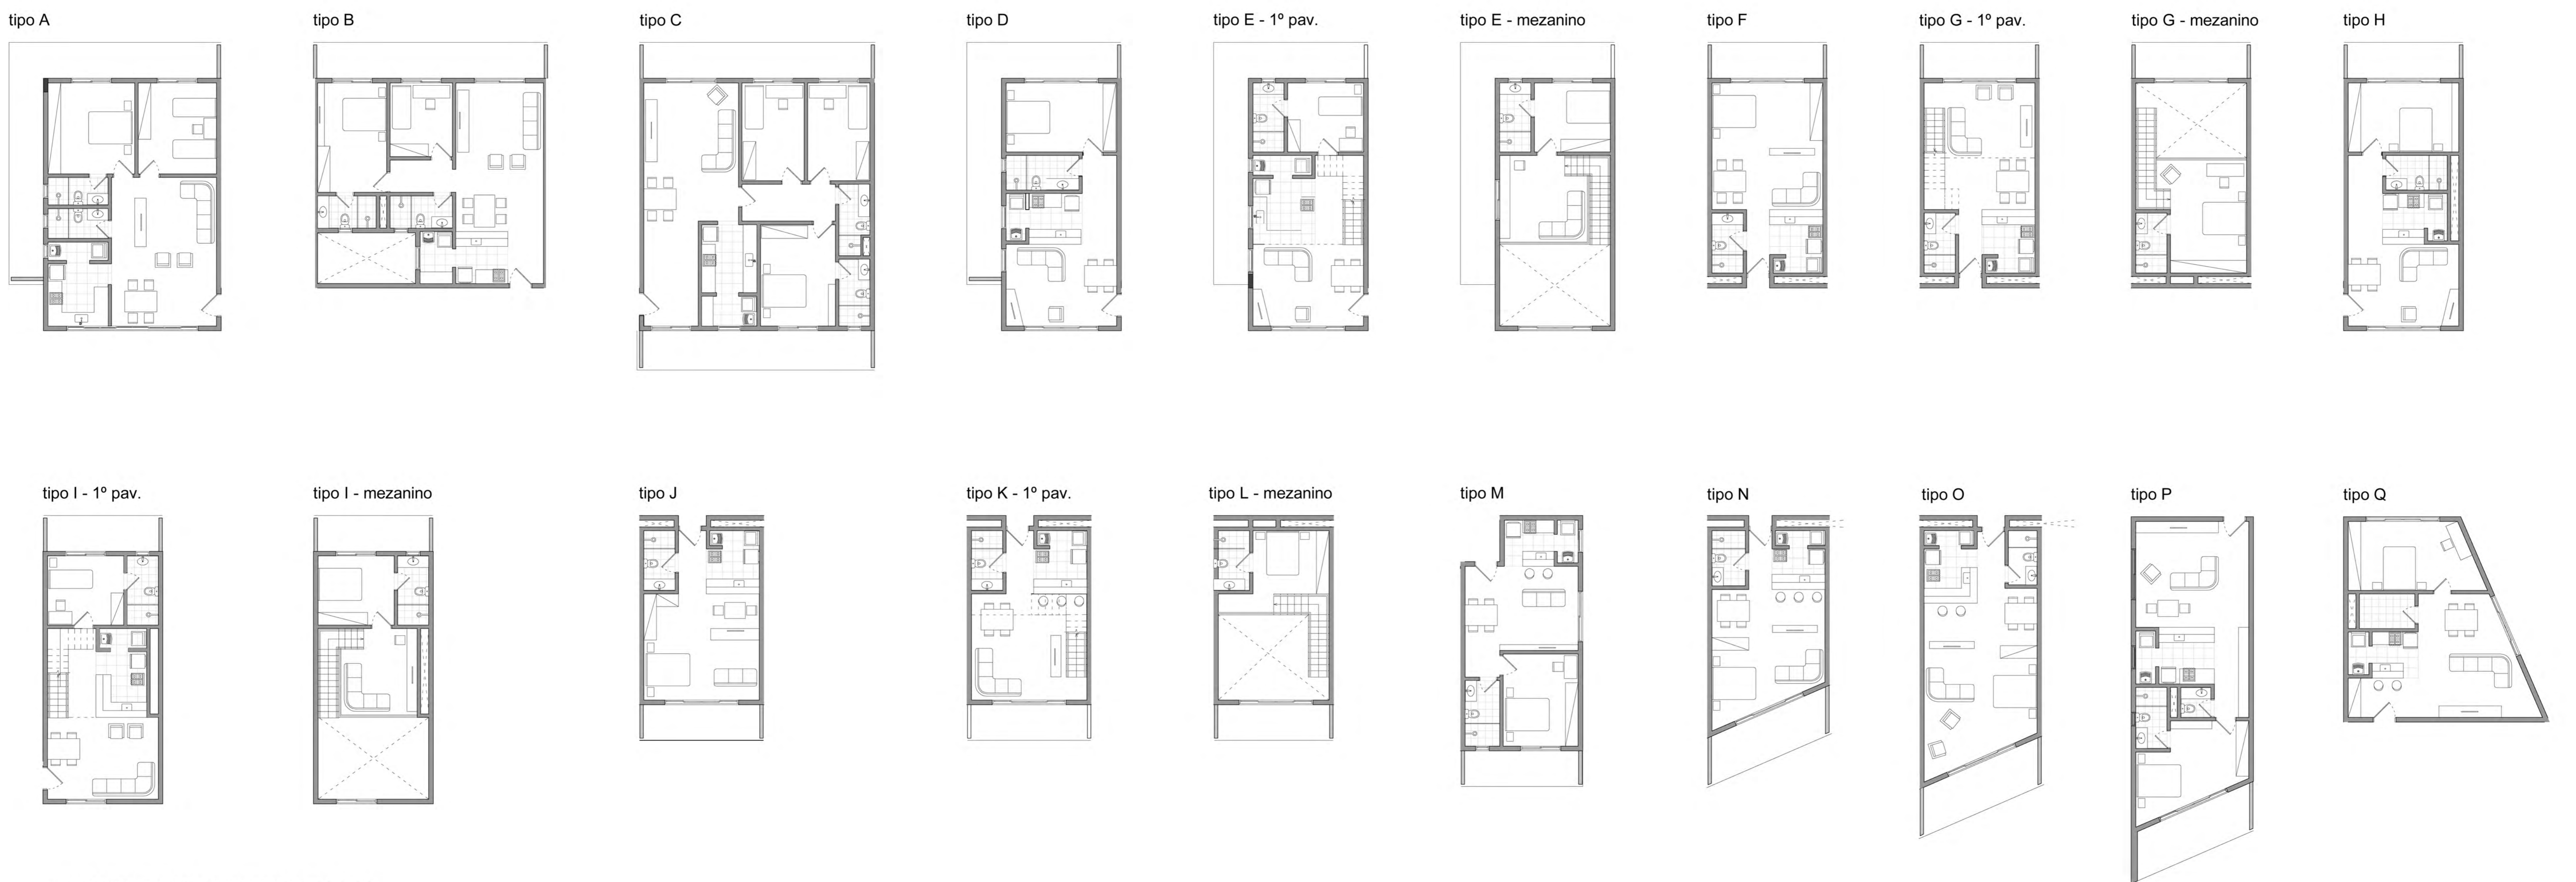 tipo A
tipo B
tipo C
tipo D
tipo E - 1º pav.
tipo E - mezanino
tipo F
tipo G - 1º pav.
tipo G - mezanino
tipo H
tipo I - 1º pav.
tipo I - mezanino
tipo J
tipo K - 1º pav.
tipo L - mezanino
tipo M
tipo N
tipo O
tipo P
tipo Q